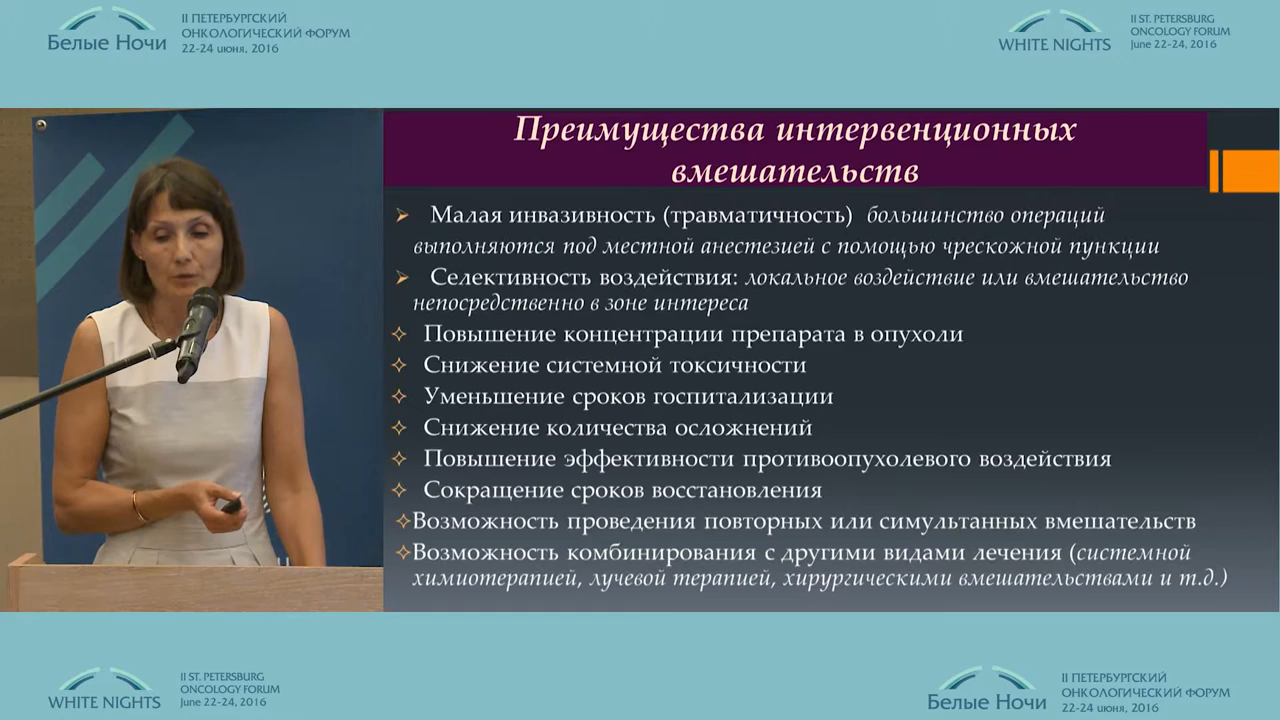 Белые Ночи
II ПЕТЕРБУРГСКИЙ
ОНКОЛОГИЧЕСКИЙ ФОРУМ
22-24 июня, 2016
WHITE NIGHTS
II ST. PETERSBURG
ONCOLOGY FORUM
June 22-24, 2016
Преимущества интервенционных
вмешательств
Малая инвазивность (травматичность) большинство операций
выполняются под местной анестезией с помощью чрескожной пункции
Селективность воздействия: локальное воздействие или вмешательство
непосредственно в зоне интереса
Повышение концентрации препарата в опухоли
Снижение системной токсичности
Уменьшение сроков госпитализации
Снижение количества осложнений
Повышение эффективности противоопухолевого воздействия
Сокращение сроков восстановления
Возможность проведения повторных или симультанных вмешательств
Возможность комбинирования с другими видами лечения (системной
химиотерапией, лучевой терапией, хирургическими вмешательствами и т.д.)
WHITE NIGHTS
II ST. PETERSBURG
ONCOLOGY FORUM
June 22-24, 2016
Белые Ночи
II ПЕТЕРБУРГСКИЙ
ОНКОЛОГИЧЕСКИЙ ФОРУМ
22-24 июня, 2016